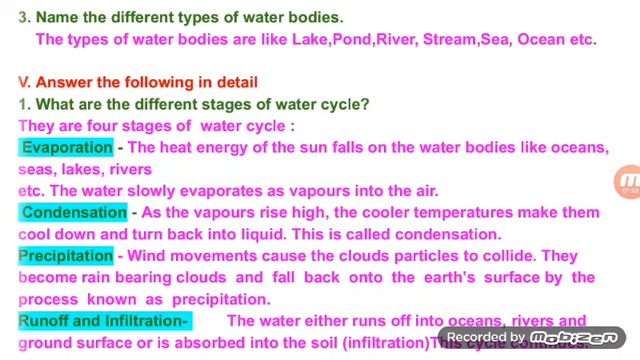 3. Name the different types of water bodies.
The types of water bodies are like Lake,Pond,River, Stream,Sea, Ocean etc.
V. Answer the following in detail
1. What are the different stages of water cycle?
They are four stages of water cycle :
Evaporation - The heat energy of the sun falls on the water bodies like oceans,
seas, lakes, rivers
etc. The water slowly evaporates as vapours into the air.
Condensation - As the vapours rise high, the cooler temperatures make them
cool down and turn back into liquid. This is called condensation.
Precipitation - Wind movements cause the clouds particles to collide. They
become rain bearing clouds and fall back onto the earth's surface by the
process known as precipitation.
Runoff and Infiltration- The water either runs off into oceans, rivers and
ground surface or is absorbed into the soil (infiltration)This cycle continues.
M
01:52
RECORDED WITH
MOBIZEN